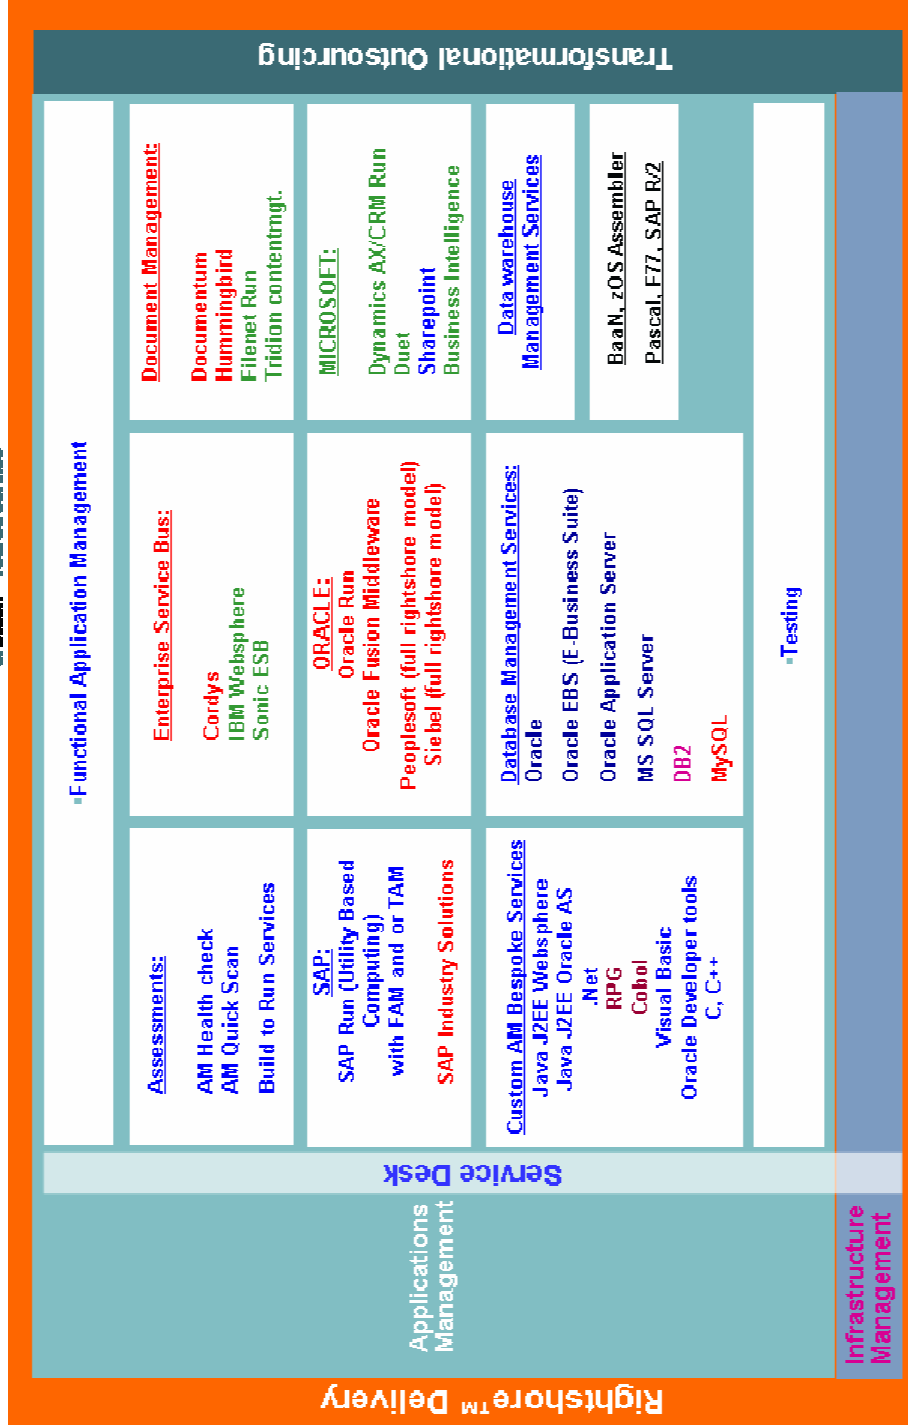 Rightshore™ Delivery
Applications
Management
Infrastructure
Management
Service Desk
Transformational Outsourcing
▪Functional Application Management
Assessments:
AM Health check
AM Quick Scan
Build to Run Services
Enterprise Service Bus:
Cordys
IBM Websphere
Sonic ESB
Document Management:
Documentum
Hummingbird
Filenet Run
Tridion contentmgt.
SAP:
SAP Run (Utility Based
Computing)
with FAM and or TAM
SAP Industry Solutions
ORACLE:
Oracle Run
Oracle Fusion Middleware
Peoplesoft (full rightshore model)
Siebel (full rightshore model)
MICROSOFT:
Dynamics AX/CRM Run
Duet
Sharepoint
Business Intelligence
Custom AM Bespoke Services
Java J2EE Websphere
Java J2EE Oracle AS
.Net
RPG
Cobol
Visual Basic
Oracle Developer tools
C, C++
Database Management Services:
Oracle
Oracle EBS (E-Business Suite)
Oracle Application Server
MS SQL Server
DB2
MySQL
Data warehouse
Management Services
BaaN, zOS Assembler
Pascal, F77, SAP R/2
▪Testing